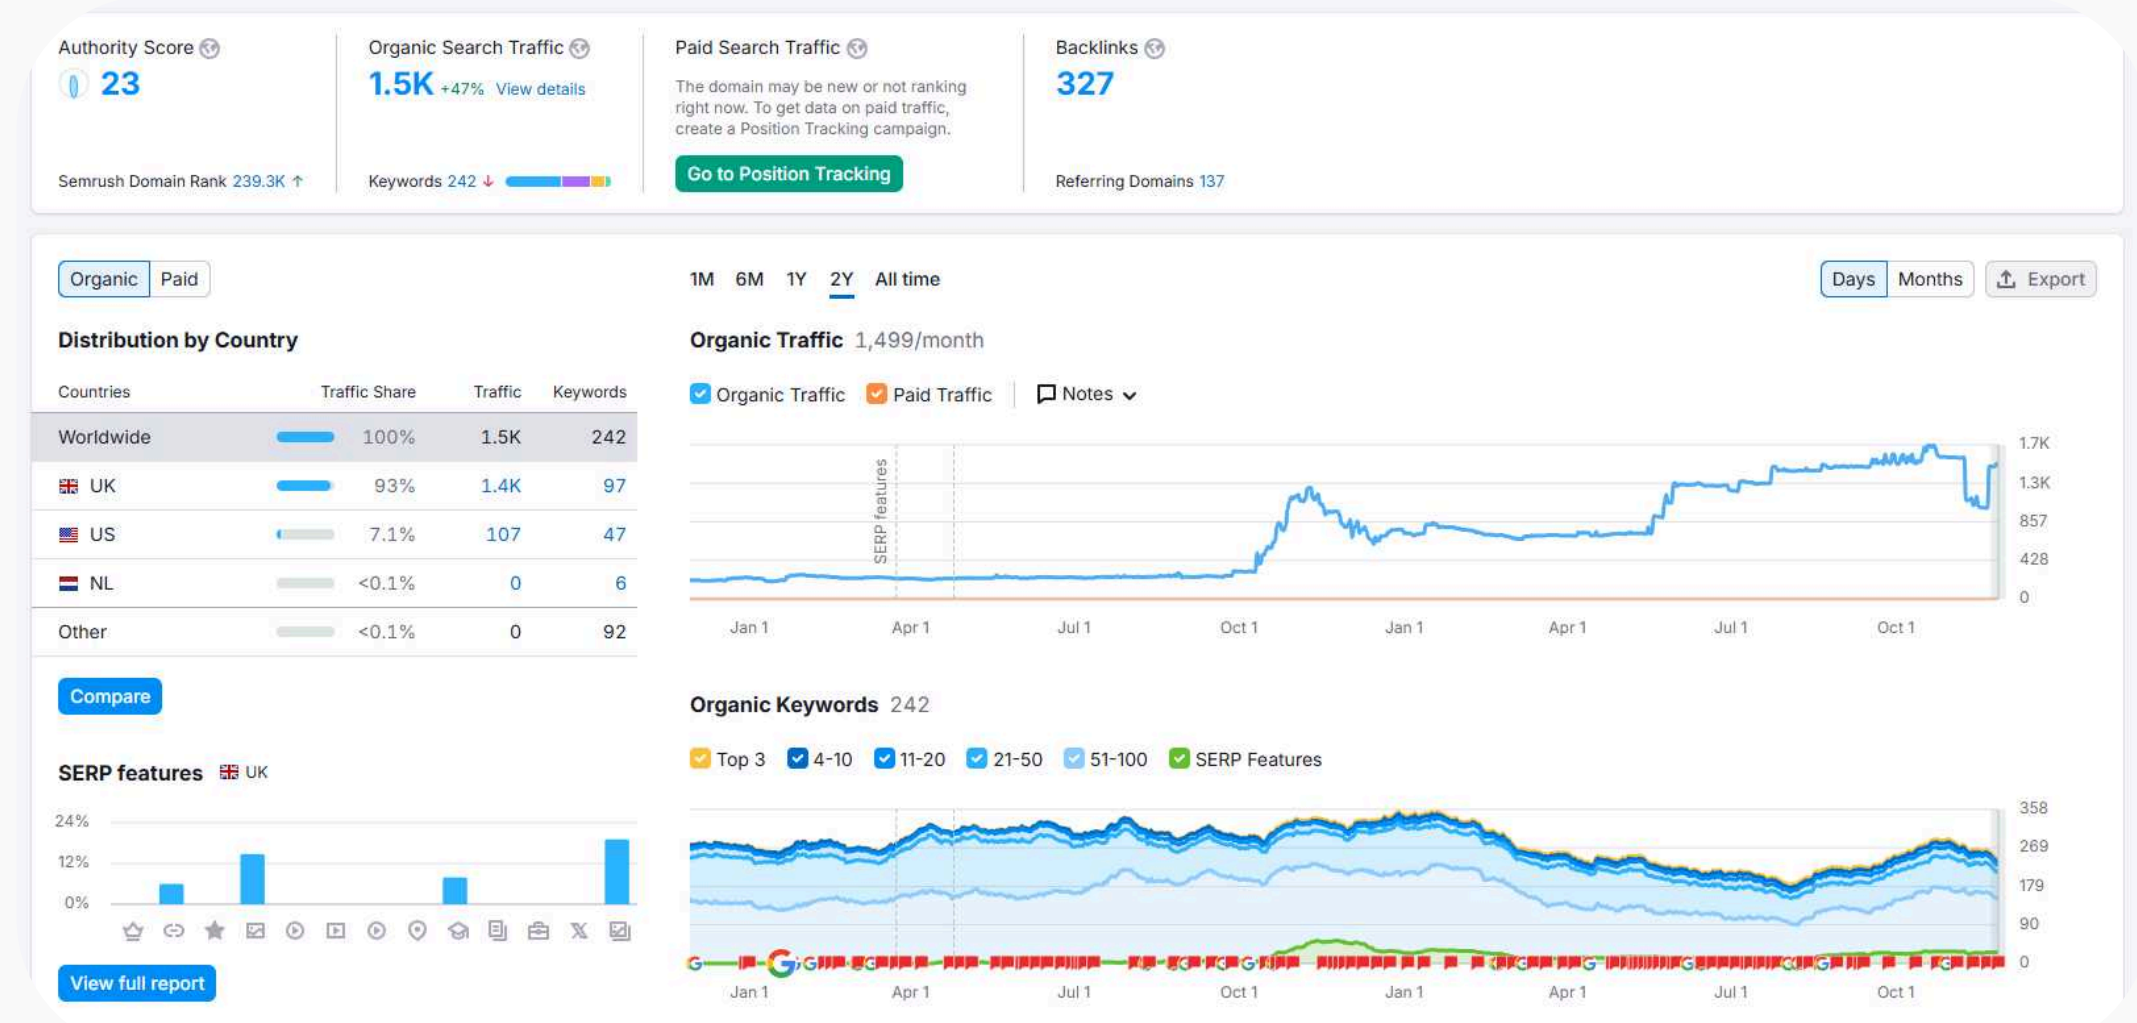 Authority Score
23
Semrush Domain Rank 239.3K ↑
Organic Search Traffic
1.5K +47% View details
Keywords 242 ↓
Paid Search Traffic
The domain may be new or not ranking
right now. To get data on paid traffic,
create a Position Tracking campaign.
Go to Position Tracking
Backlinks
327
Referring Domains 137
Organic Paid
Distribution by Country
Countries Traffic Share Traffic Keywords
Worldwide 100% 1.5K 242
UK 93% 1.4K 97
US 7.1% 107 47
NL <0.1% 0 6
Other <0.1% 0 92
Compare
SERP features UK
24%
12%
0%
View full report
1M 6M 1Y 2Y All time
Days Months Export
Organic Traffic 1,499/month
Organic Traffic Paid Traffic Notes
SERP features
1.7K
1.3K
857
428
0
Jan 1 Apr 1 Jul 1 Oct 1 Jan 1 Apr 1 Jul 1 Oct 1
Organic Keywords 242
Top 3 4-10 11-20 21-50 51-100 SERP Features
358
269
179
90
0
Jan 1 Apr 1 Jul 1 Oct 1 Jan 1 Apr 1 Jul 1 Oct 1